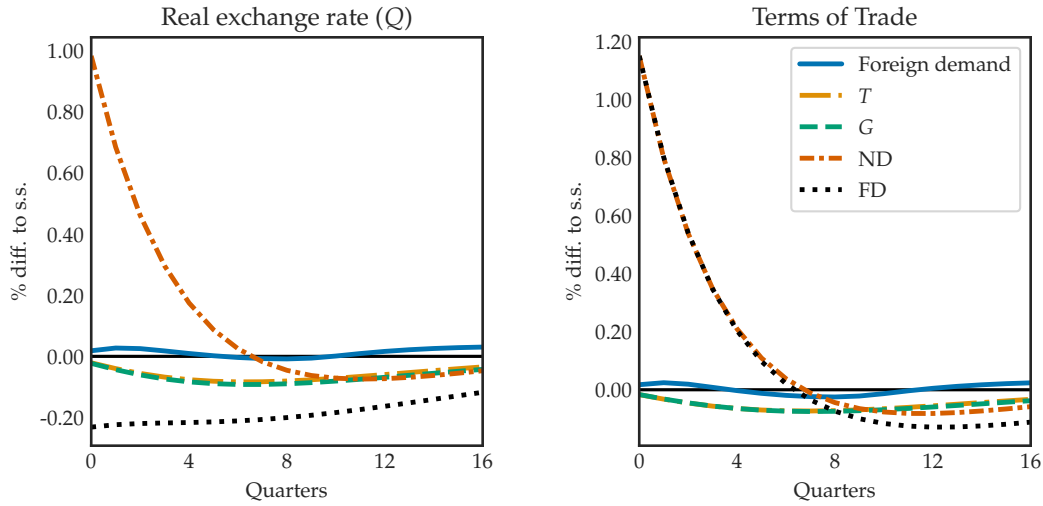 Real exchange rate (Q)
1.00
0.80
0.60
0.40
0.20
0.00
-0.20
% diff. to s.s.
0 4 8 12 16
Quarters
Terms of Trade
1.20
1.00
0.80
0.60
0.40
0.20
0.00
% diff. to s.s.
0 4 8 12 16
Quarters
Foreign demand
T
G
ND
FD